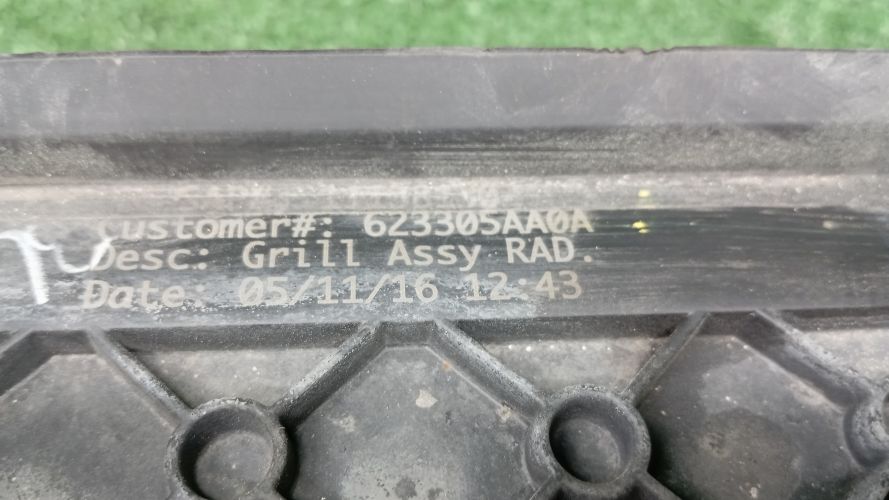 Customer#: 623305AA0A
Desc: Grill Assy RAD.
Date: 05/11/16 12:43